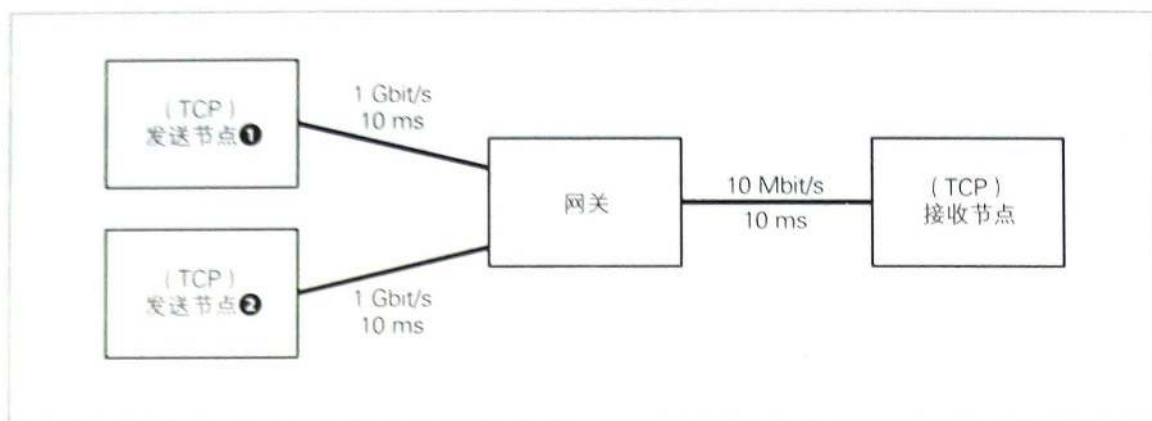 （TCP）
发送节点❶
1 Gbit/s
10 ms
网关
10 Mbit/s
10 ms
（TCP）
接收节点
（TCP）
发送节点❷
1 Gbit/s
10 ms